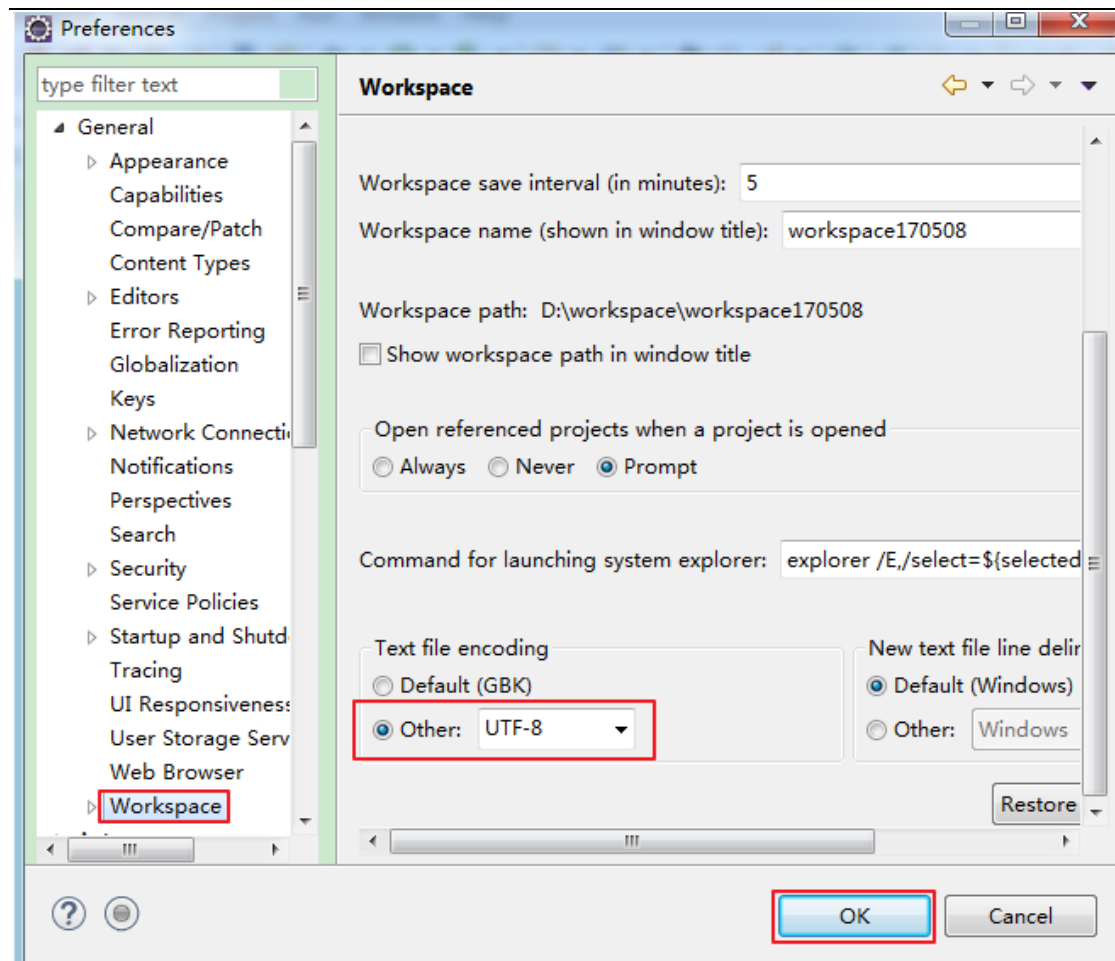 Preferences
type filter text
General
Appearance
Capabilities
Compare/Patch
Content Types
Editors
Error Reporting
Globalization
Keys
Network Connecti
Notifications
Perspectives
Search
Security
Service Policies
Startup and Shutd
Tracing
UI Responsiveness
User Storage Serv
Web Browser
Workspace
Workspace
Workspace save interval (in minutes): 5
Workspace name (shown in window title): workspace170508
Workspace path: D:\workspace\workspace170508
Show workspace path in window title
Open referenced projects when a project is opened
Always Never Prompt
Command for launching system explorer: explorer /E,/select=${selected
Text file encoding
Default (GBK)
Other: UTF-8
New text file line delin
Default (Windows)
Other: Windows
Restore
OK Cancel